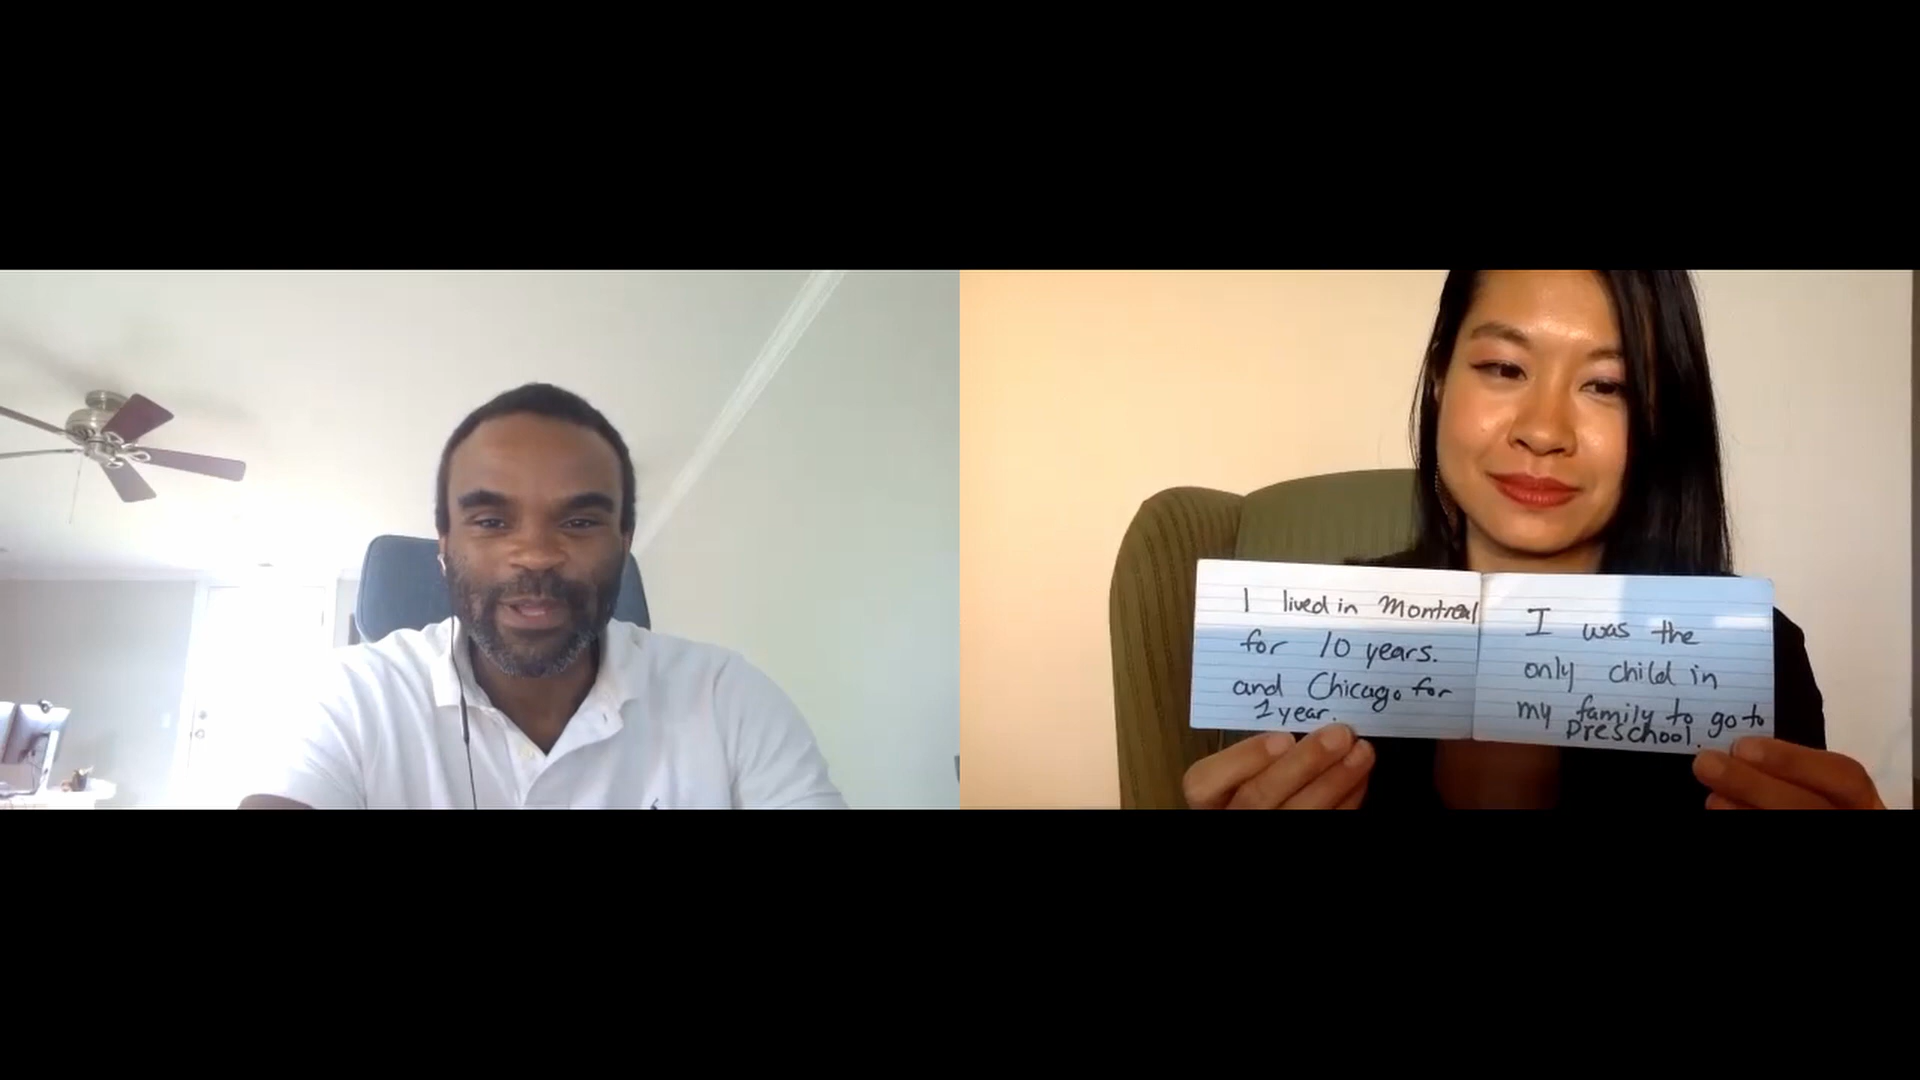 I lived in Montreal
for 10 years.
and Chicago for
1 year.
I was the
only child in
my family to go to
preschool.